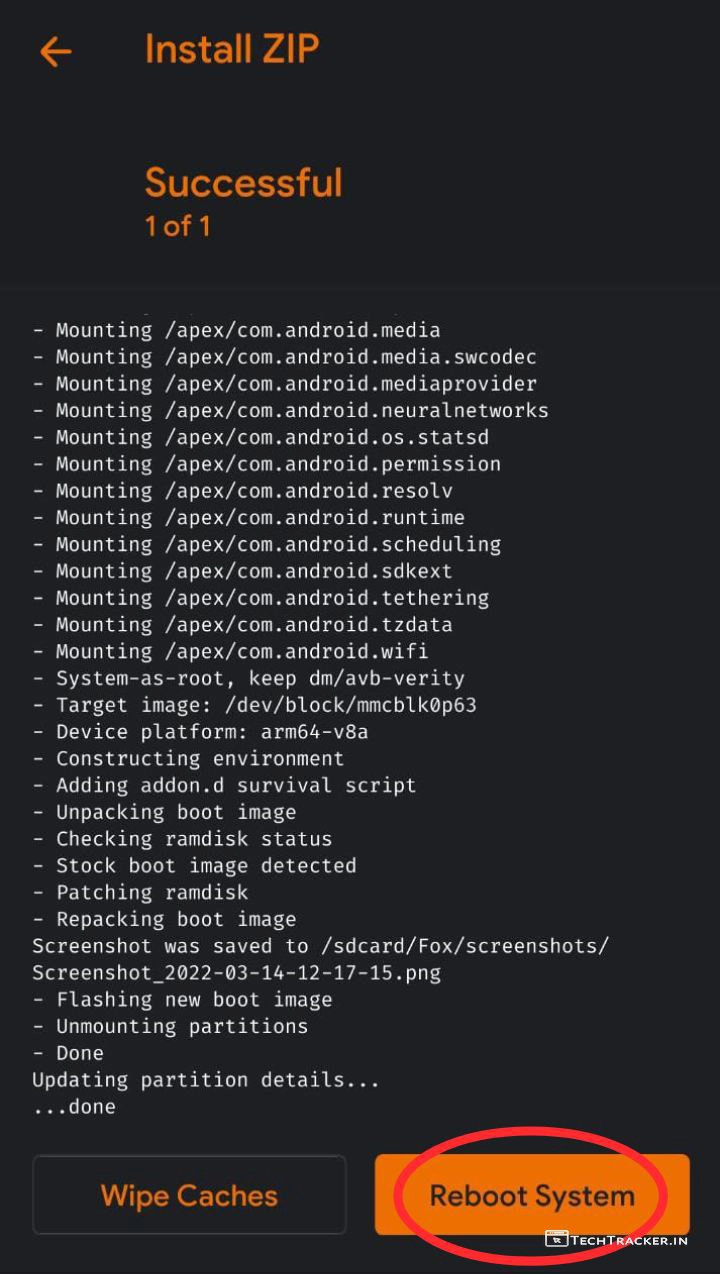 Install ZIP
Successful
1 of 1
- Mounting /apex/com.android.media
- Mounting /apex/com.android.media.swcodec
- Mounting /apex/com.android.mediaprovider
- Mounting /apex/com.android.neuralnetworks
- Mounting /apex/com.android.os.statsd
- Mounting /apex/com.android.permission
- Mounting /apex/com.android.resolv
- Mounting /apex/com.android.runtime
- Mounting /apex/com.android.scheduling
- Mounting /apex/com.android.sdkext
- Mounting /apex/com.android.tethering
- Mounting /apex/com.android.tzdata
- Mounting /apex/com.android.wifi
- System-as-root, keep dm/avb-verity
- Target image: /dev/block/mmcblk0p63
- Device platform: arm64-v8a
- Constructing environment
- Adding addon.d survival script
- Unpacking boot image
- Checking ramdisk status
- Stock boot image detected
- Patching ramdisk
- Repacking boot image
Screenshot was saved to /sdcard/Fox/screenshots/
Screenshot_2022-03-14-12-17-15.png
- Flashing new boot image
- Unmounting partitions
- Done
Updating partition details...
...done
Wipe Caches
Reboot System
TECHTRACKER.IN